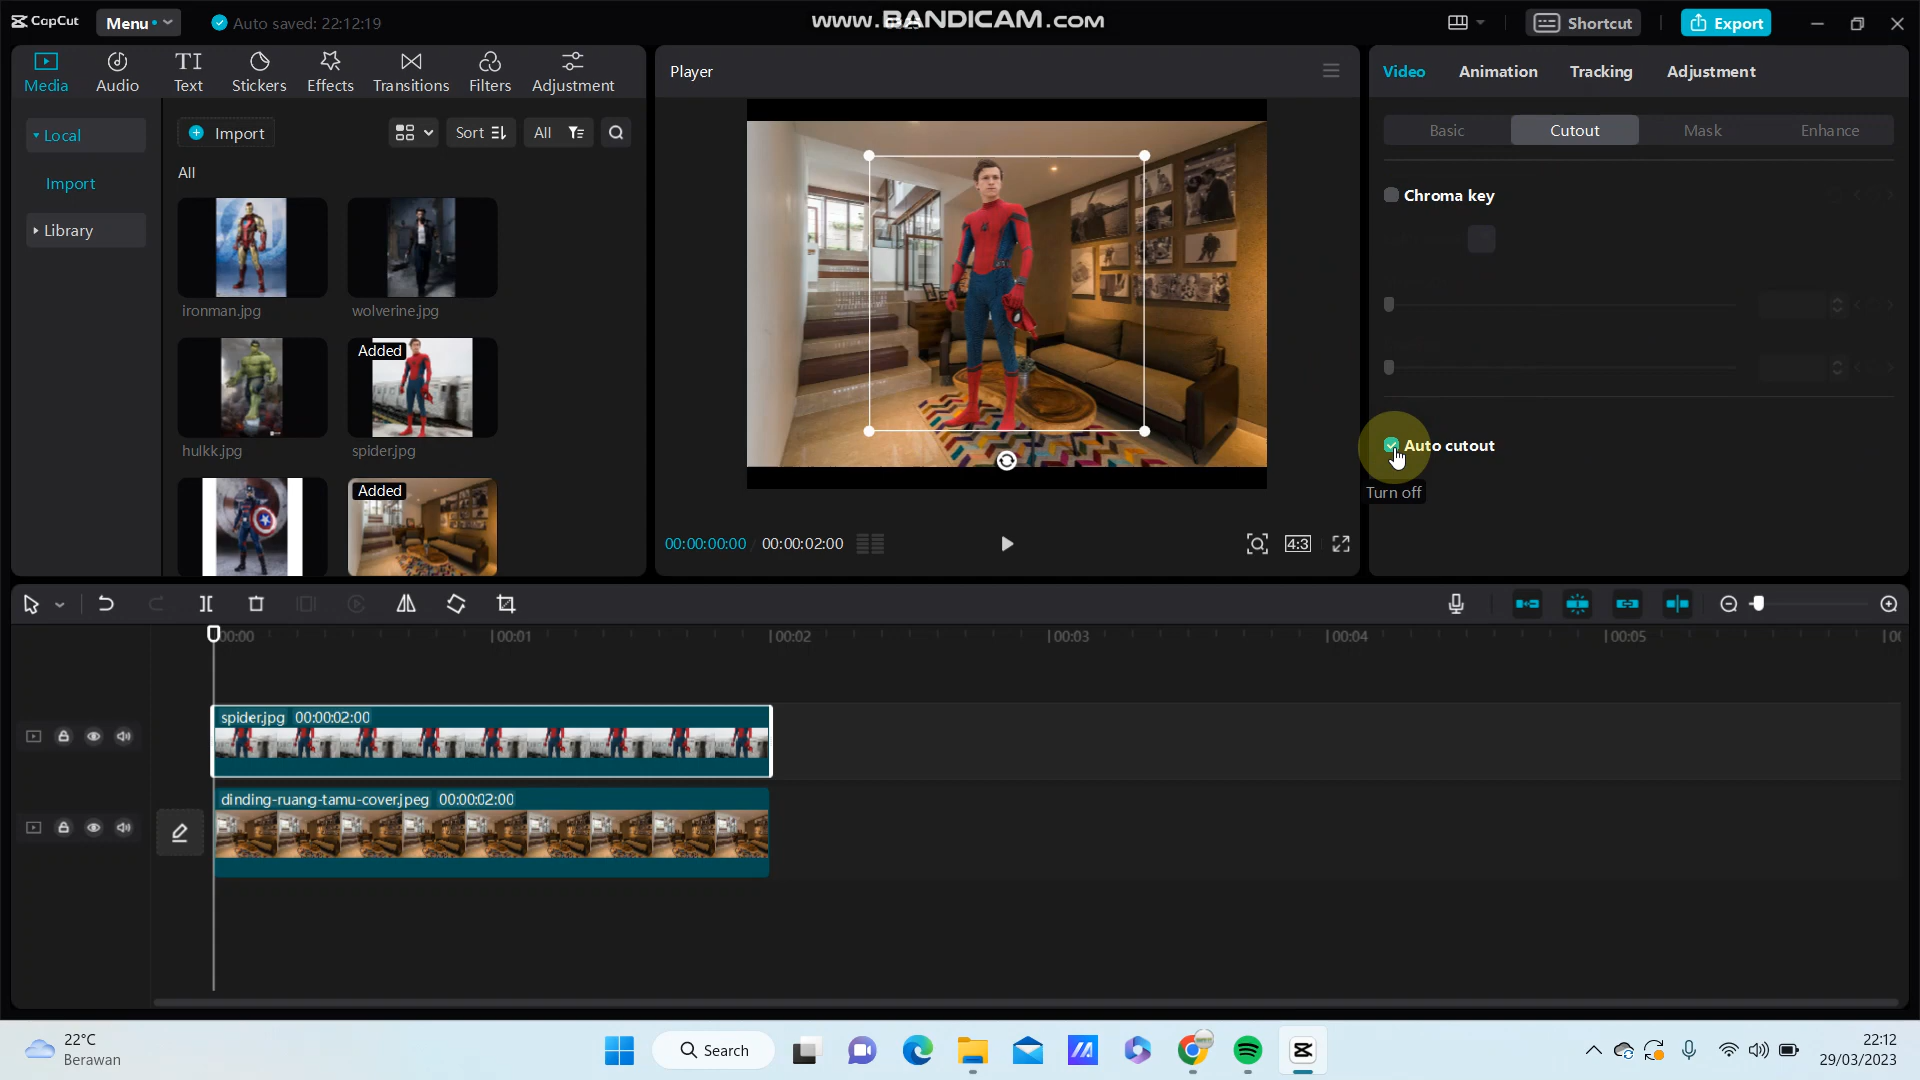 CapCut
Menu
Auto saved: 22:12:19
www.BANDICAM.com
Shortcut
Export
Media
Audio
Text
Stickers
Effects
Transitions
Filters
Adjustment
Player
Video
Animation
Tracking
Adjustment
Local
Import
Library
Import
Sort
All
All
Basic
Cutout
Mask
Enhance
Chroma key
ironman.jpg
wolverine.jpg
Added
hulkk.jpg
spider.jpg
Added
Auto cutout
Turn off
00:00:00:00
00:00:02:00
4:3
00:00
00:01
00:02
00:03
00:04
00:05
spider.jpg 00:00:02:00
dinding-ruang-tamu-cover.jpeg 00:00:02:00
22°C
Berawan
Search
22:12
29/03/2023